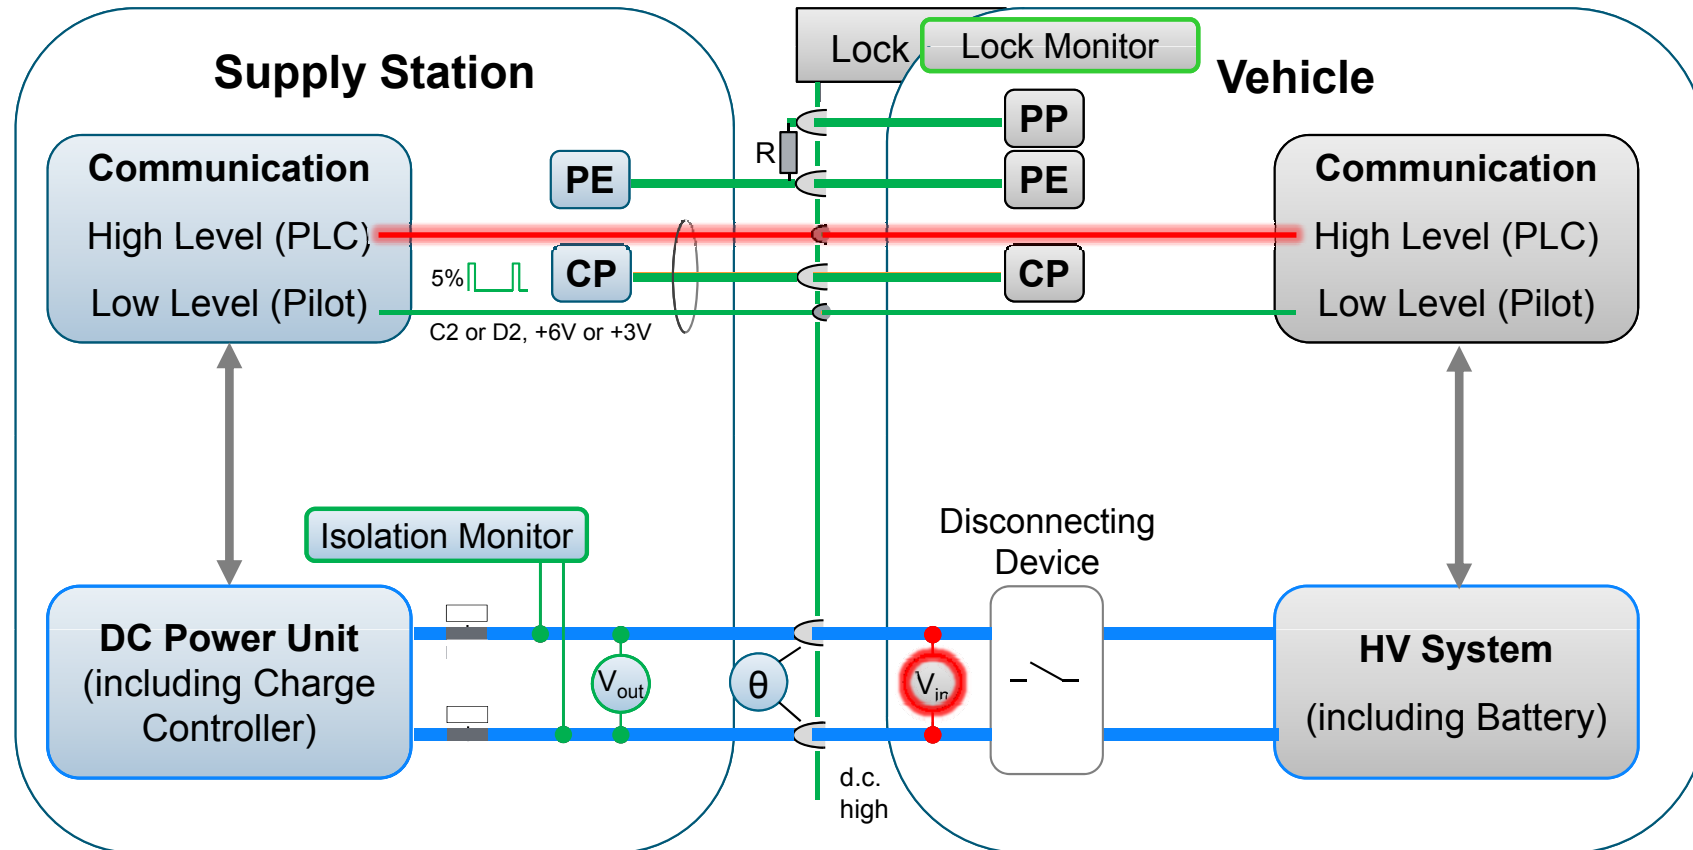 Supply Station
Lock
Lock Monitor
Vehicle
Communication
High Level (PLC)
Low Level (Pilot)
PE
R
PP
PE
5%
CP
CP
C2 or D2, +6V or +3V
Communication
High Level (PLC)
Low Level (Pilot)
Isolation Monitor
Disconnecting
Device
DC Power Unit
(including Charge
Controller)
Vout
θ
Vin
HV System
(including Battery)
d.c.
high